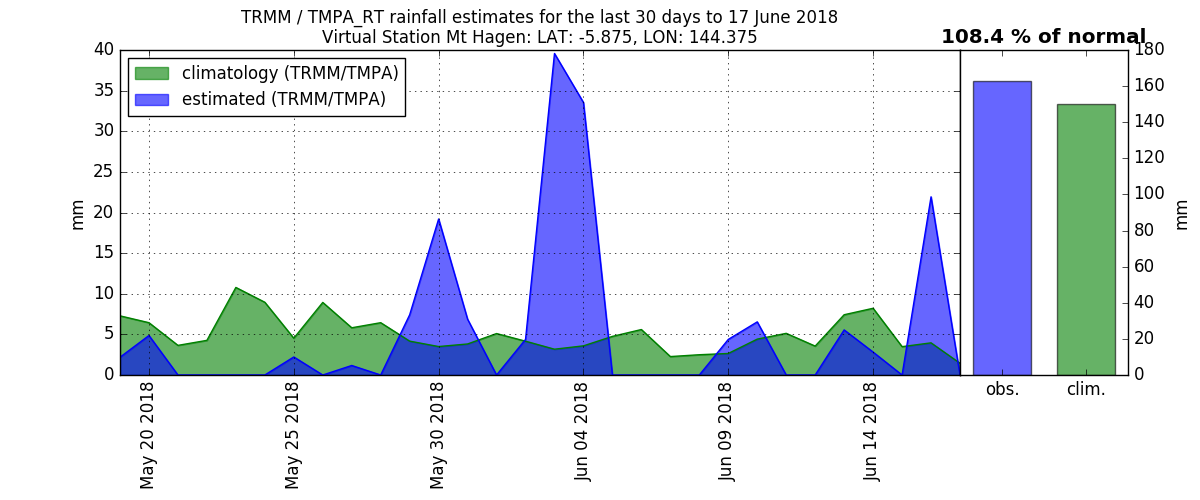 TRMM / TMPA_RT rainfall estimates for the last 30 days to 17 June 2018
Virtual Station Mt Hagen: LAT: -5.875, LON: 144.375
108.4 % of normal
climatology (TRMM/TMPA)
estimated (TRMM/TMPA)
mm
40
35
30
25
20
15
10
5
0
May 20 2018
May 25 2018
May 30 2018
Jun 04 2018
Jun 09 2018
Jun 14 2018
obs.
clim.
180
160
140
120
100
80
60
40
20
0
mm